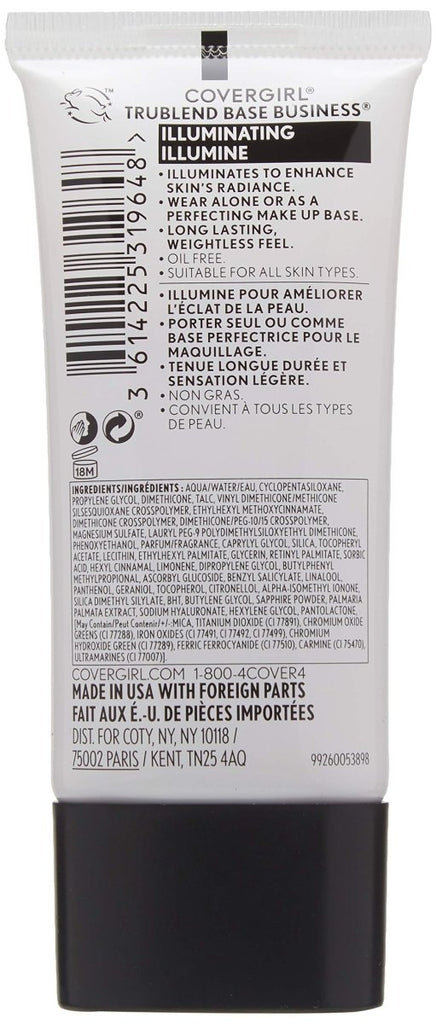 COVERGIRL®
TRUBLEND BASE BUSINESS®
ILLUMINATING
ILLUMINE
• ILLUMINATES TO ENHANCE
SKIN'S RADIANCE.
• WEAR ALONE OR AS A
PERFECTING MAKE UP BASE.
• LONG LASTING,
WEIGHTLESS FEEL.
• OIL FREE.
• SUITABLE FOR ALL SKIN TYPES.
• ILLUMINE POUR AMÉLIORER
L'ÉCLAT DE LA PEAU.
• PORTER SEUL OU COMME
BASE PERFECTRICE POUR LE
MAQUILLAGE.
• TENUE LONGUE DURÉE ET
SENSATION LÉGÈRE.
• NON GRAS.
• CONVIENT À TOUS LES TYPES
DE PEAU.
3 614225 319648 >
18M
INGREDIENTS/INGRÉDIENTS : AQUA/WATER/EAU, CYCLOPENTASILOXANE,
PROPYLENE GLYCOL, DIMETHICONE, TALC, VINYL DIMETHICONE/METHICONE
SILSESQUIOXANE CROSSPOLYMER, ETHYLHEXYL METHOXYCINNAMATE,
DIMETHICONE CROSSPOLYMER, DIMETHICONE/PEG-10/15 CROSSPOLYMER,
MAGNESIUM SULFATE, LAURYL PEG-9 POLYDIMETHYLSILOXYETHYL DIMETHICONE,
PHENOXYETHANOL, PARFUM/FRAGRANCE, CAPRYLYL GLYCOL, SILICA, TOCOPHERYL
ACETATE, LECITHIN, ETHYLHEXYL PALMITATE, GLYCERIN, RETINYL PALMITATE, SORBIC
ACID, HEXYL CINNAMAL, LIMONENE, DIPROPYLENE GLYCOL, BUTYLPHENYL
METHYLPROPIONAL, ASCORBYL GLUCOSIDE, BENZYL SALICYLATE, LINALOOL,
PANTHENOL, GERANIOL, TOCOPHEROL, CITRONELLOL, ALPHA-ISOMETHYL IONONE,
SILICA DIMETHYL SILYLATE, BHT, BUTYLENE GLYCOL, SAPPHIRE POWDER, PALMARIA
PALMATA EXTRACT, SODIUM HYALURONATE, HEXYLENE GLYCOL, PANTOLACTONE.
[May Contain/Peut Contenir/+/-:MICA, TITANIUM DIOXIDE (CI 77891), CHROMIUM OXIDE
GREENS (CI 77288), IRON OXIDES (CI 77491, CI 77492, CI 77499), CHROMIUM
HYDROXIDE GREEN (CI 77289), FERRIC FERROCYANIDE (CI 77510), CARMINE (CI 75470),
ULTRAMARINES (CI 77007)].
COVERGIRL.COM 1-800-4COVER4
MADE IN USA WITH FOREIGN PARTS
FAIT AUX É.-U. DE PIÈCES IMPORTÉES
DIST. FOR COTY, NY, NY 10118 /
75002 PARIS / KENT, TN25 4AQ
99260053898